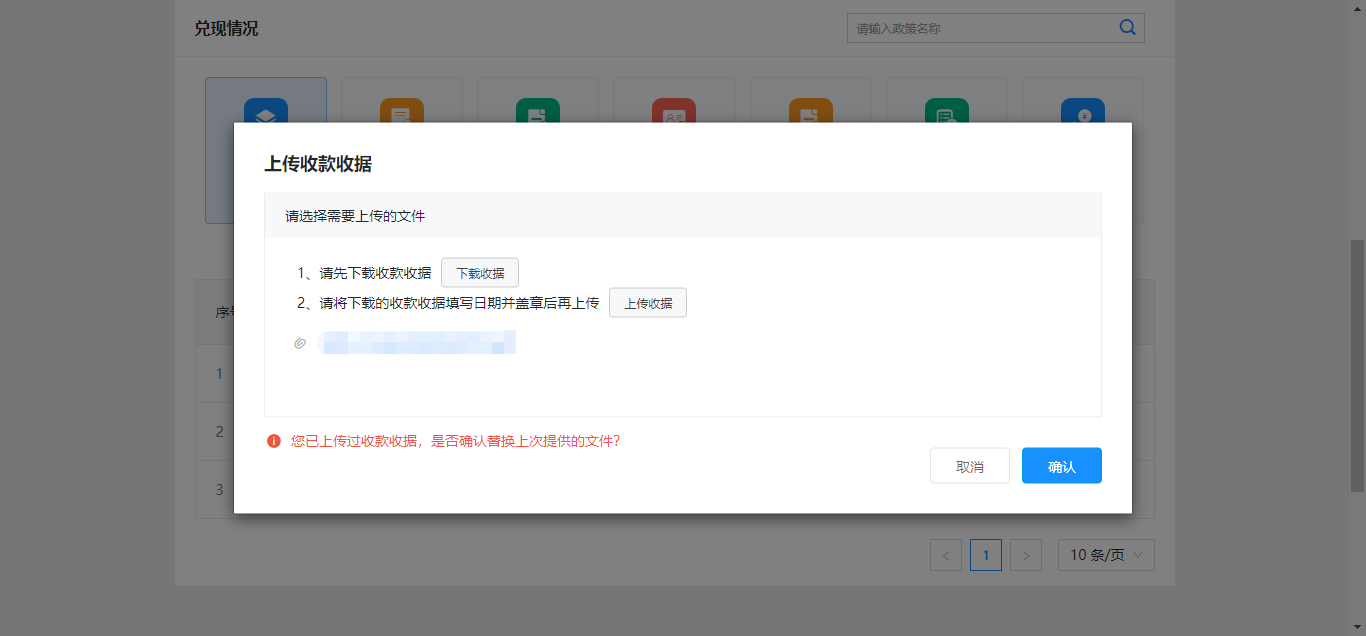 兑现情况
请输入政策名称
上传收款收据
请选择需要上传的文件
1、请先下载收款收据 下载收据
2、请将下载的收款收据填写日期并盖章后再上传 上传收据
序号
1
2
3
您已上传过收款收据，是否确认替换上次提供的文件?
取消 确认
< 1 > 10 条/页